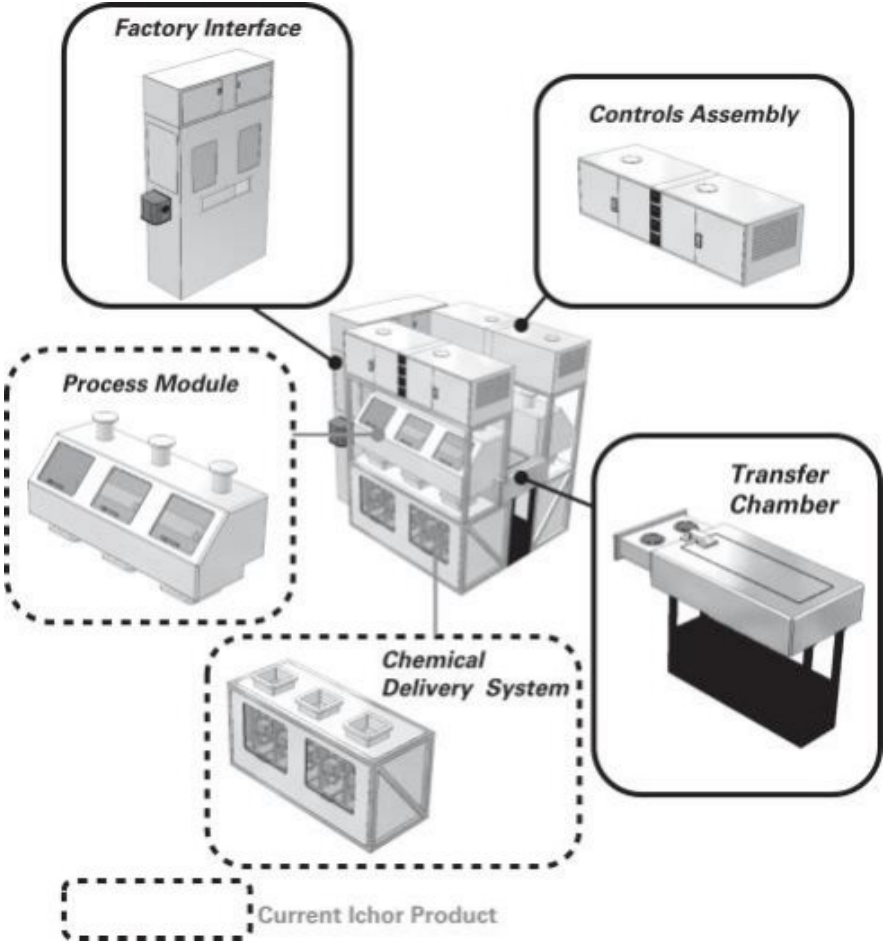 Factory Interface
Controls Assembly
Process Module
Transfer
Chamber
Chemical
Delivery System
Current Ichor Product